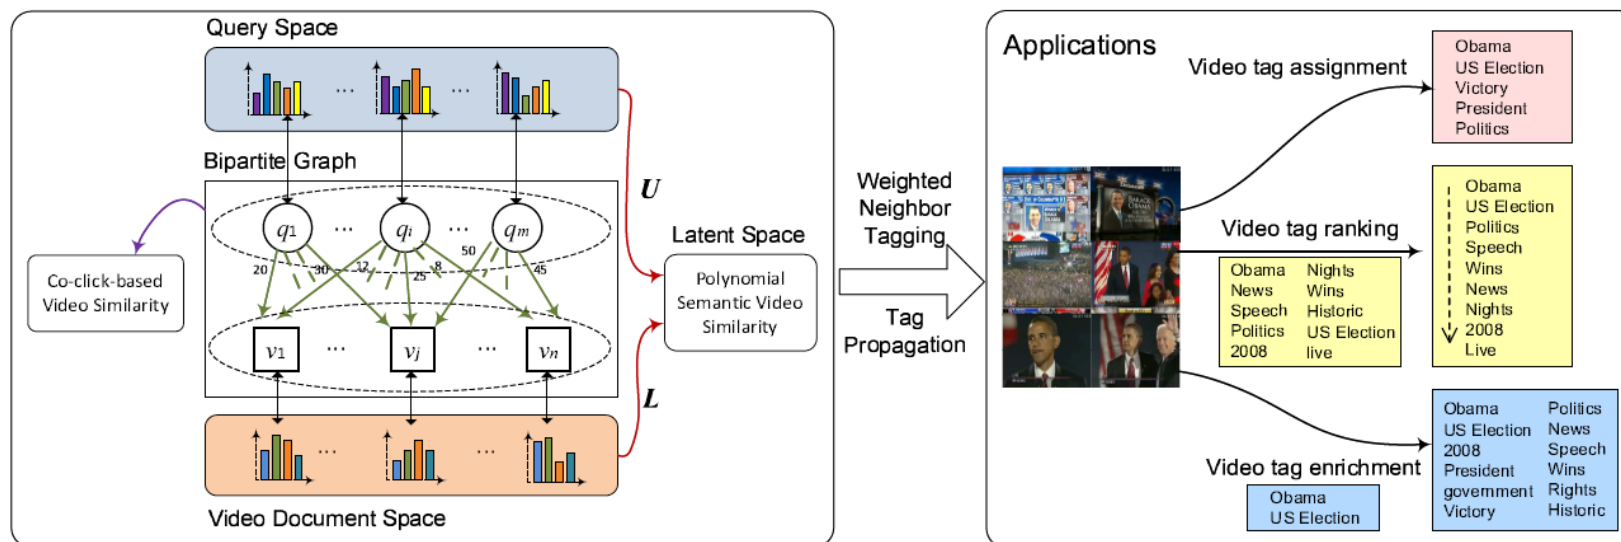 Query Space
... ...
Bipartite Graph
q1 ... qi ... qm
20 30 12 25 8 50 45
v1 ... vj ... vn
... ...
Video Document Space
Co-click-based
Video Similarity
U
L
Latent Space
Polynomial
Semantic Video
Similarity
Weighted
Neighbor
Tagging
Tag
Propagation
Applications
Video tag assignment
Obama
US Election
Victory
President
Politics
BARACK
OBAMA
Video tag ranking
Obama Nights
News Wins
Speech Historic
Politics US Election
2008 live
Obama
US Election
Politics
Speech
Wins
News
Nights
2008
Live
Video tag enrichment
Obama
US Election
Obama Politics
US Election News
2008 Speech
President Wins
government Rights
Victory Historic